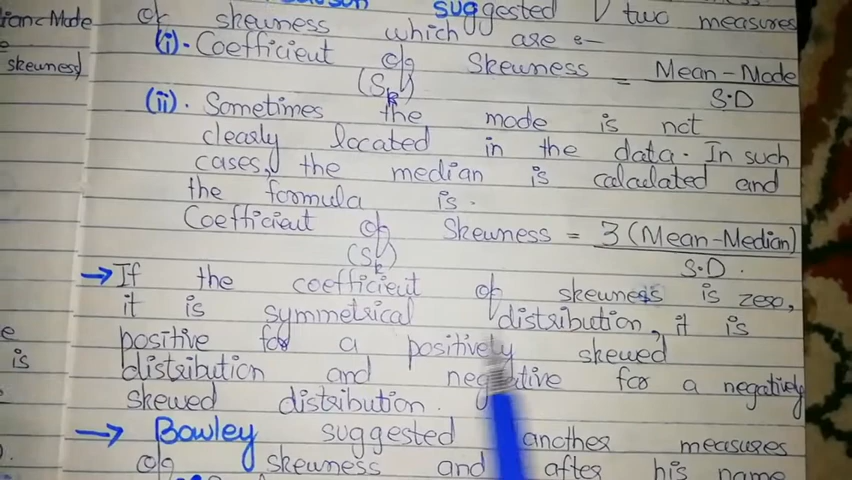 suggested two measures
ianc Mode
of skewness which are :-
skewness)
(i). Coefficient of Skewness = Mean-Mode
(Sk) S.D
(ii). Sometimes the mode is not
clearly located in the data. In such
cases, the median is calculated and
the formula is.
Coefficient of Skewness = 3 (Mean-Median)
(Sk) S.D.
→ If the coefficient of skewness is zero,
it is symmetrical distribution, it is
positive for a positively skewed
is
distribution and negative for a negatively
skewed distribution.
→ Bowley suggested another measures
of skewness and after his name